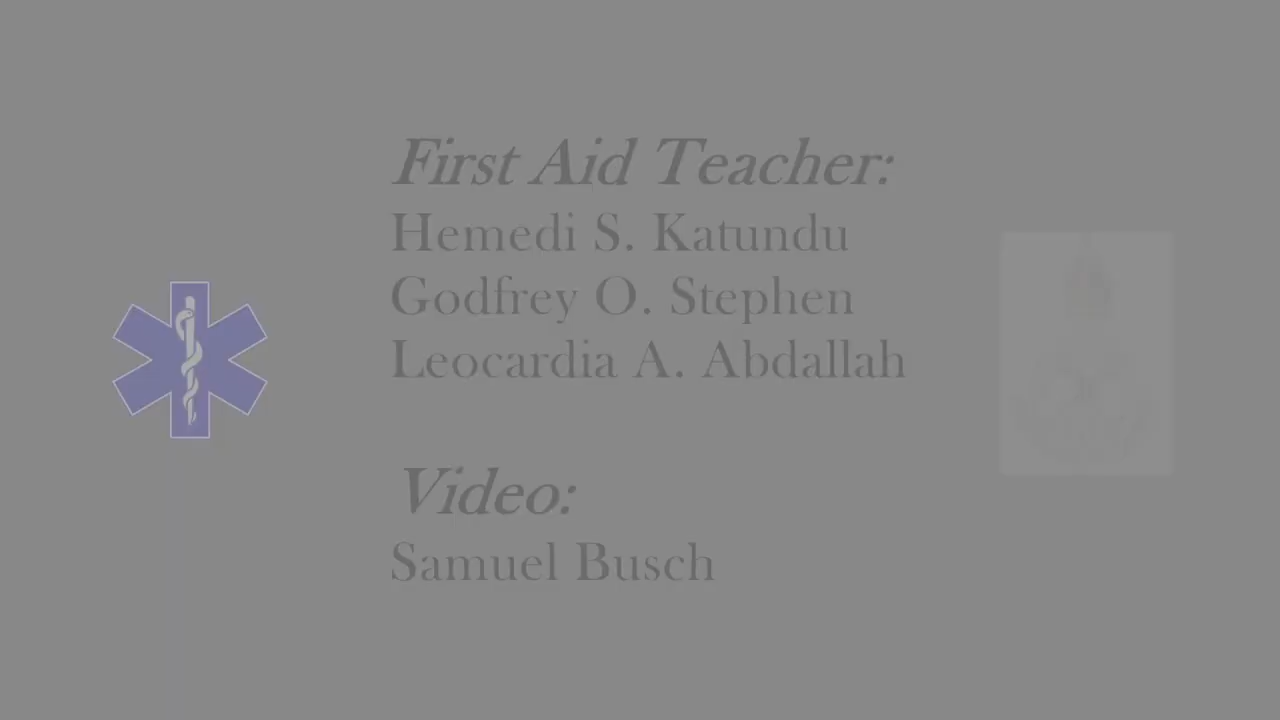 First Aid Teacher:
Hemedi S. Katundu
Godfrey O. Stephen
Leocardia A. Abdallah
Video:
Samuel Busch